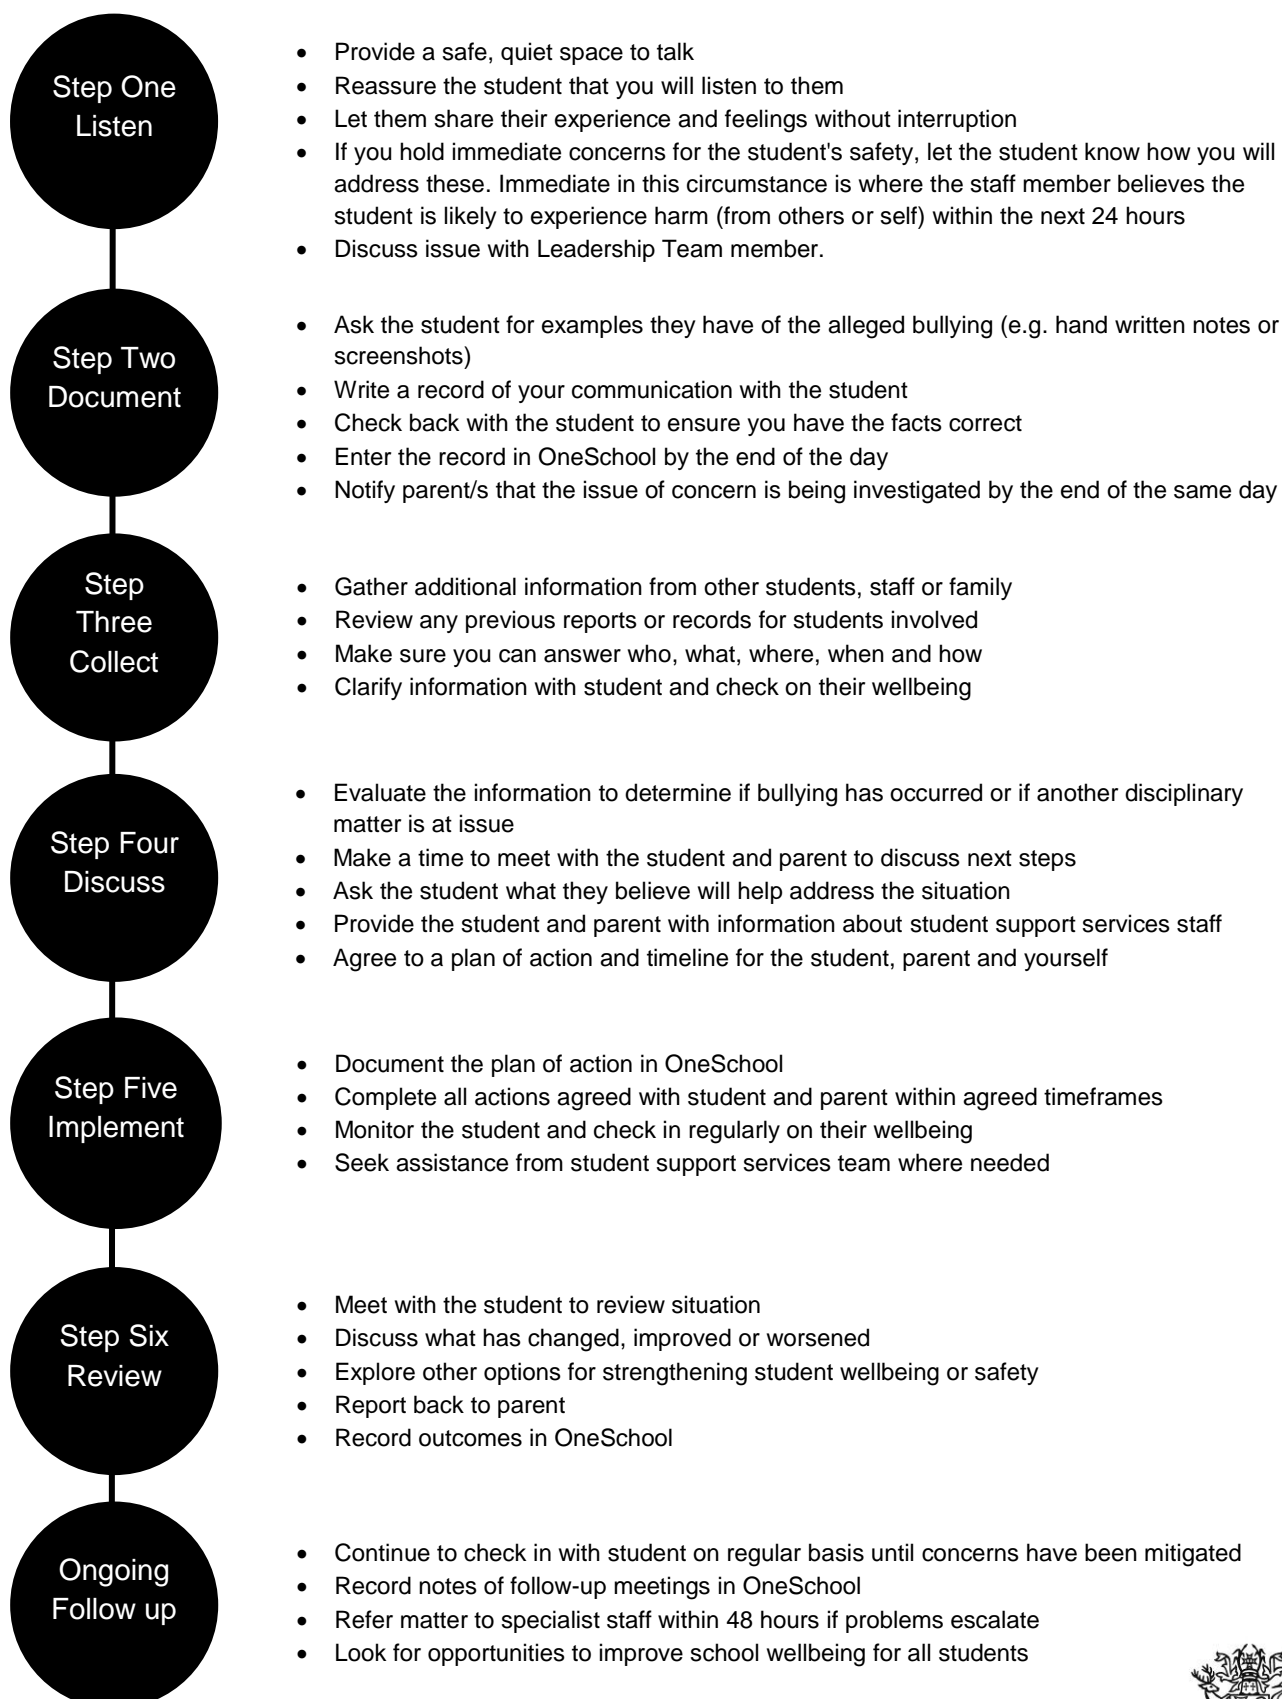 Step One
Listen
• Provide a safe, quiet space to talk
• Reassure the student that you will listen to them
• Let them share their experience and feelings without interruption
• If you hold immediate concerns for the student's safety, let the student know how you will
address these. Immediate in this circumstance is where the staff member believes the
student is likely to experience harm (from others or self) within the next 24 hours
• Discuss issue with Leadership Team member.
Step Two
Document
• Ask the student for examples they have of the alleged bullying (e.g. hand written notes or
screenshots)
• Write a record of your communication with the student
• Check back with the student to ensure you have the facts correct
• Enter the record in OneSchool by the end of the day
• Notify parent/s that the issue of concern is being investigated by the end of the same day
Step
Three
Collect
• Gather additional information from other students, staff or family
• Review any previous reports or records for students involved
• Make sure you can answer who, what, where, when and how
• Clarify information with student and check on their wellbeing
Step Four
Discuss
• Evaluate the information to determine if bullying has occurred or if another disciplinary
matter is at issue
• Make a time to meet with the student and parent to discuss next steps
• Ask the student what they believe will help address the situation
• Provide the student and parent with information about student support services staff
• Agree to a plan of action and timeline for the student, parent and yourself
Step Five
Implement
• Document the plan of action in OneSchool
• Complete all actions agreed with student and parent within agreed timeframes
• Monitor the student and check in regularly on their wellbeing
• Seek assistance from student support services team where needed
Step Six
Review
• Meet with the student to review situation
• Discuss what has changed, improved or worsened
• Explore other options for strengthening student wellbeing or safety
• Report back to parent
• Record outcomes in OneSchool
Ongoing
Follow up
• Continue to check in with student on regular basis until concerns have been mitigated
• Record notes of follow-up meetings in OneSchool
• Refer matter to specialist staff within 48 hours if problems escalate
• Look for opportunities to improve school wellbeing for all students